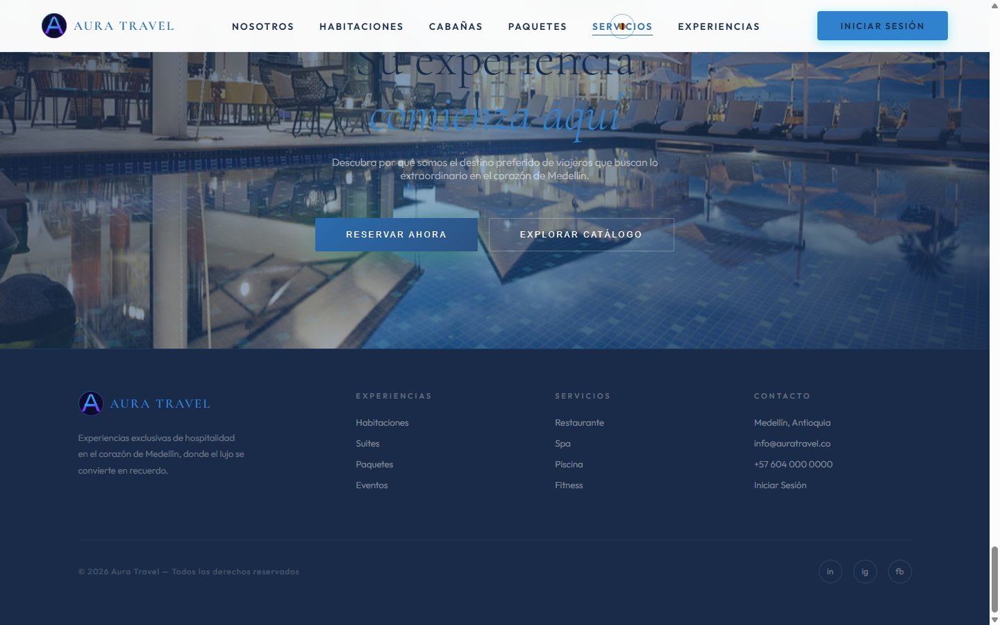 AURA TRAVEL
NOSOTROS
HABITACIONES
CABAÑAS
PAQUETES
SERVICIOS
EXPERIENCIAS
INICIAR SESIÓN
Su experiencia
comienza aquí
Descubra por qué somos el destino preferido de viajeros que buscan lo
extraordinario en el corazón de Medellín.
RESERVAR AHORA
EXPLORAR CATÁLOGO
AURA TRAVEL
Experiencias exclusivas de hospitalidad
en el corazón de Medellín, donde el lujo se
convierte en recuerdo.
EXPERIENCIAS
Habitaciones
Suites
Paquetes
Eventos
SERVICIOS
Restaurante
Spa
Piscina
Fitness
CONTACTO
Medellín, Antioquia
info@auratravel.co
+57 604 000 0000
Iniciar Sesión
© 2026 Aura Travel — Todos los derechos reservados
in
ig
fb